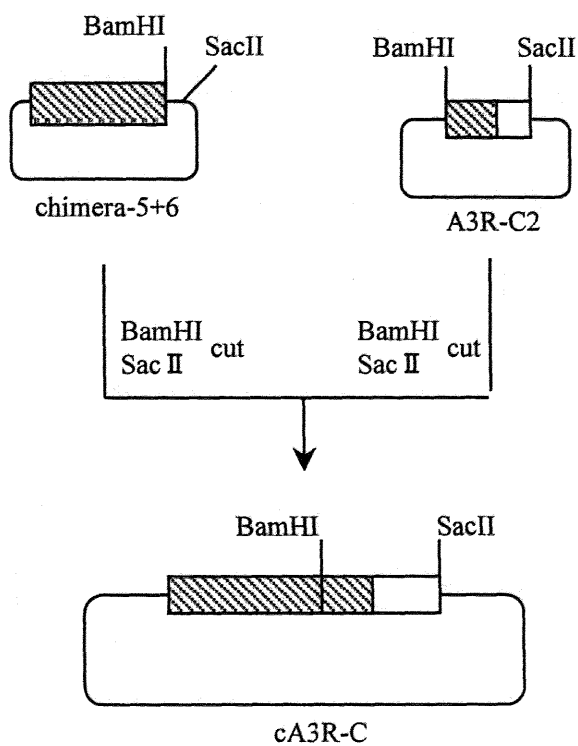 BamHI
SacII
chimera-5+6
BamHI
SacII
A3R-C2
BamHI
Sac Ⅱ
cut
BamHI
Sac Ⅱ
cut
BamHI
SacII
cA3R-C